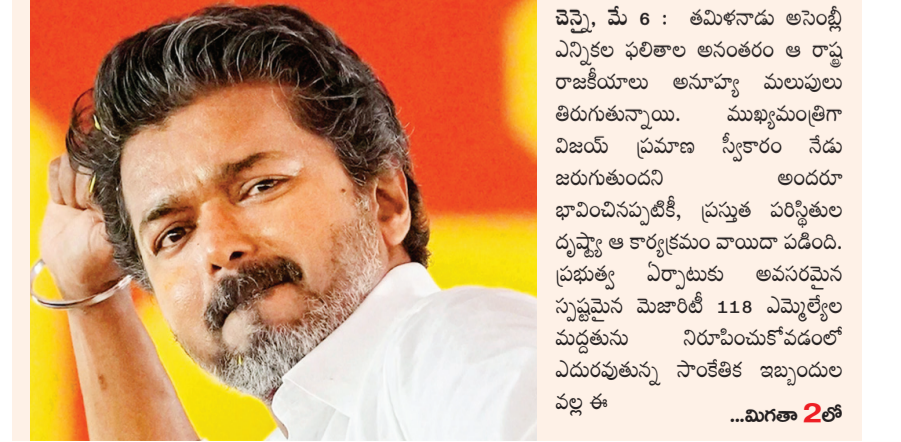 చెన్నై, మే 6 : తమిళనాడు అసెంబ్లీ
ఎన్నికల ఫలితాల అనంతరం ఆ రాష్ట్ర
రాజకీయాలు అనూహ్య మలుపులు
తిరుగుతున్నాయి. ముఖ్యమంత్రిగా
విజయ్ ప్రమాణ స్వీకారం నేడు
జరుగుతుందని అందరూ
భావించినప్పటికీ, ప్రస్తుత పరిస్థితుల
దృష్ట్యా ఆ కార్యక్రమం వాయిదా పడింది.
ప్రభుత్వ ఏర్పాటుకు అవసరమైన
స్పష్టమైన మెజారిటీ 118 ఎమ్మెల్యేల
మద్దతును నిరూపించుకోవడంలో
ఎదురవుతున్న సాంకేతిక ఇబ్బందుల
వల్ల ఈ
...మిగతా 2లో